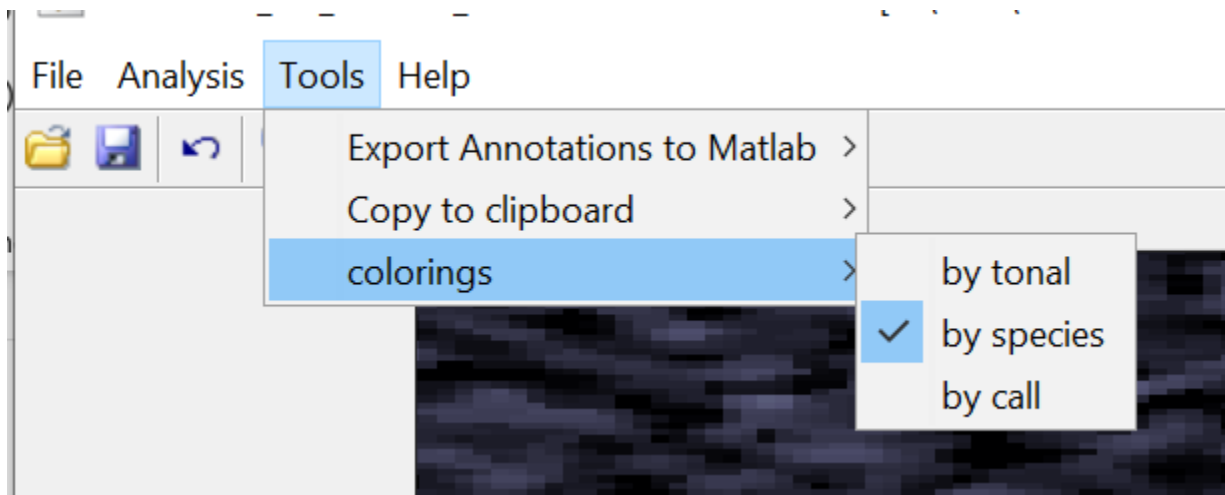 File Analysis Tools Help
Export Annotations to Matlab
Copy to clipboard
colorings
by tonal
by species
by call